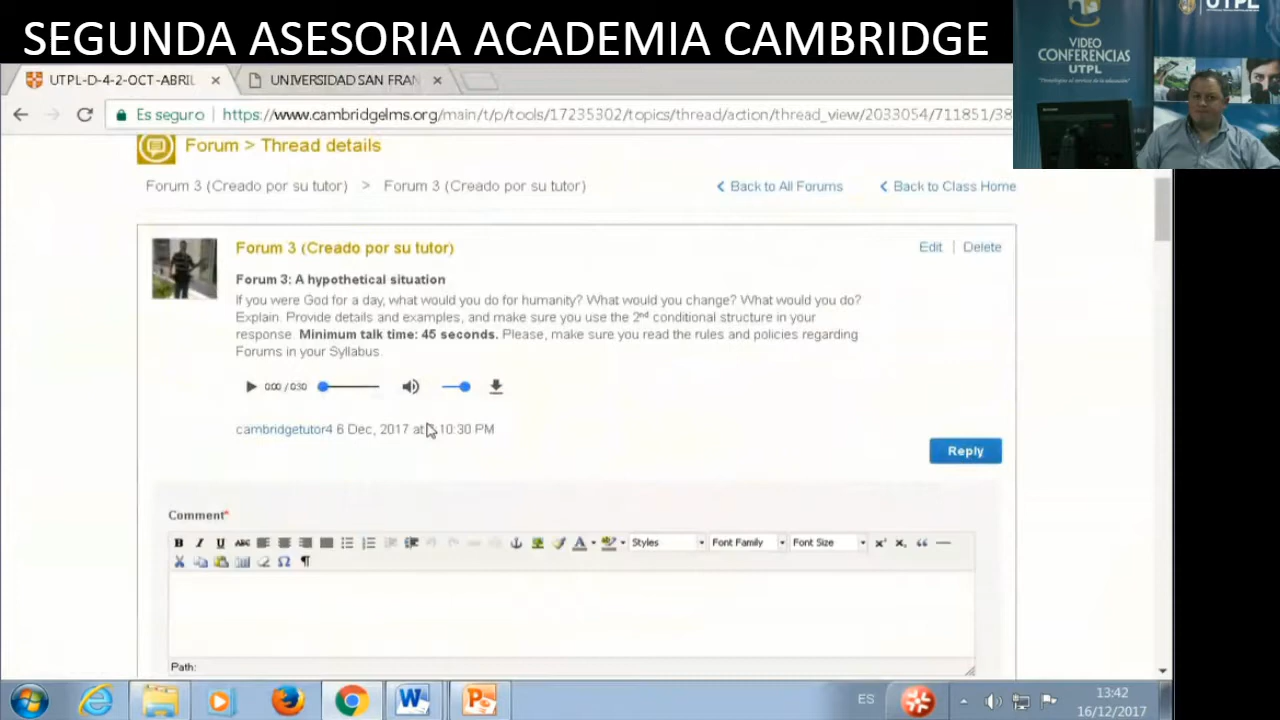 SEGUNDA ASESORIA ACADEMIA CAMBRIDGE
UTPL
VIDEO
CONFERENCIAS
UTPL
UTPL-D-4-2-OCT-ABRIL
UNIVERSIDAD SAN FRAN
Es seguro
https://www.cambridgelms.org/main/t/p/tools/17235302/topics/thread/action/thread_view/2033054/711851/38
Forum > Thread details
Forum 3 (Creado por su tutor) > Forum 3 (Creado por su tutor)
Back to All Forums
Back to Class Home
Forum 3 (Creado por su tutor)
Edit | Delete
Forum 3: A hypothetical situation
If you were God for a day, what would you do for humanity? What would you change? What would you do?
Explain. Provide details and examples, and make sure you use the 2nd conditional structure in your
response. Minimum talk time: 45 seconds. Please, make sure you read the rules and policies regarding
Forums in your Syllabus.
0:00 / 0:30
cambridgetutor4 6 Dec, 2017 at 10:30 PM
Reply
Comment*
B I U ABC
Styles
Font Family
Font Size
Path:
ES
13:42
16/12/2017